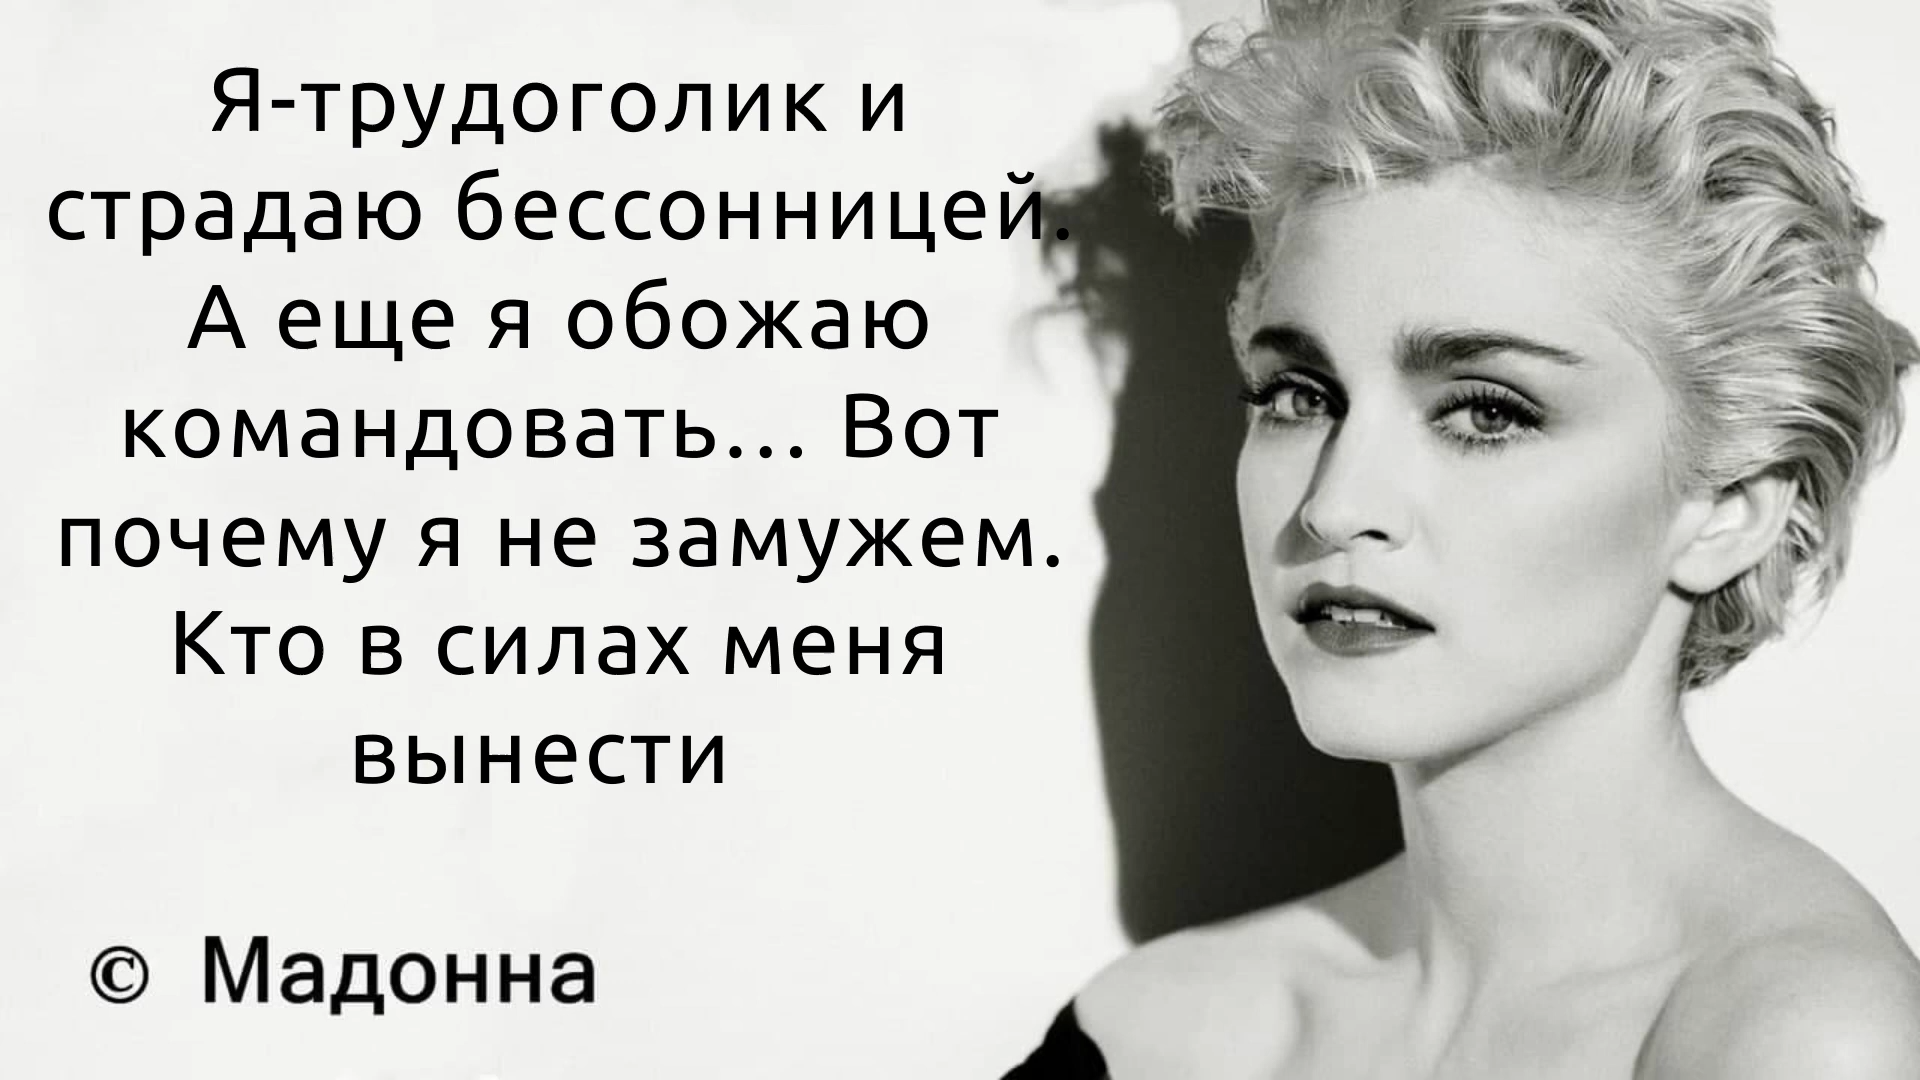 Я-трудоголик и
страдаю бессонницей.
А еще я обожаю
командовать... Вот
почему я не замужем.
Кто в силах меня
вынести
© Мадонна